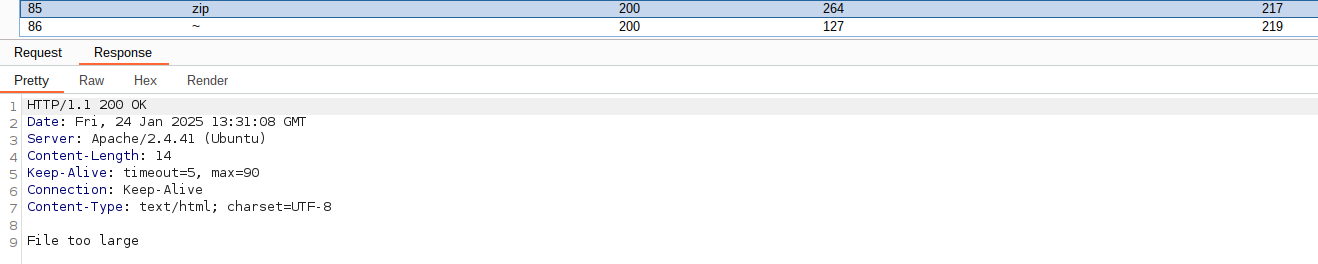 85 zip 200 264 217
86 ~ 200 127 219
Request Response
Pretty Raw Hex Render
1 HTTP/1.1 200 OK
2 Date: Fri, 24 Jan 2025 13:31:08 GMT
3 Server: Apache/2.4.41 (Ubuntu)
4 Content-Length: 14
5 Keep-Alive: timeout=5, max=90
6 Connection: Keep-Alive
7 Content-Type: text/html; charset=UTF-8
8
9 File too large